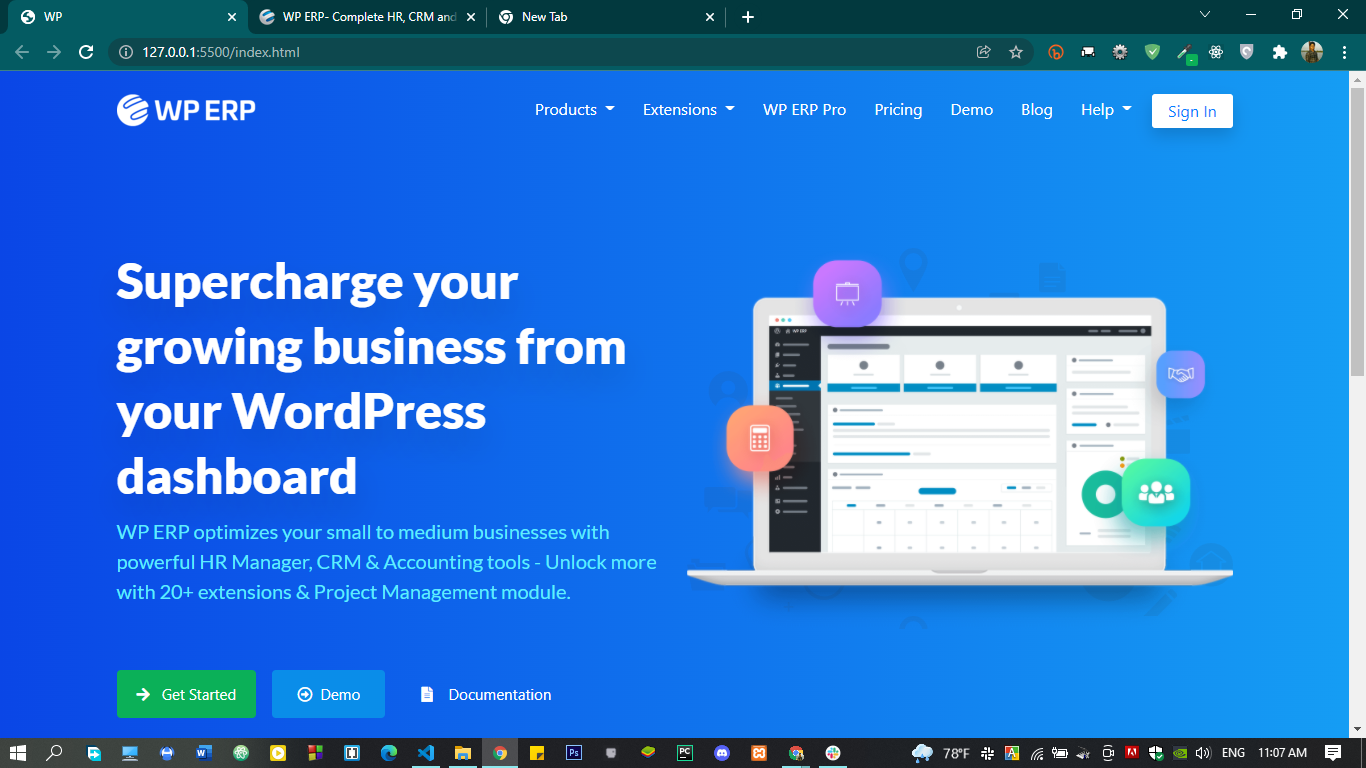 WP
WP ERP- Complete HR, CRM and
New Tab
127.0.0.1:5500/index.html
WP ERP
Products
Extensions
WP ERP Pro
Pricing
Demo
Blog
Help
Sign In
Supercharge your
growing business from
your WordPress
dashboard
WP ERP
WP ERP optimizes your small to medium businesses with
powerful HR Manager, CRM & Accounting tools - Unlock more
with 20+ extensions & Project Management module.
Get Started
Demo
Documentation
78°F
ENG
11:07 AM